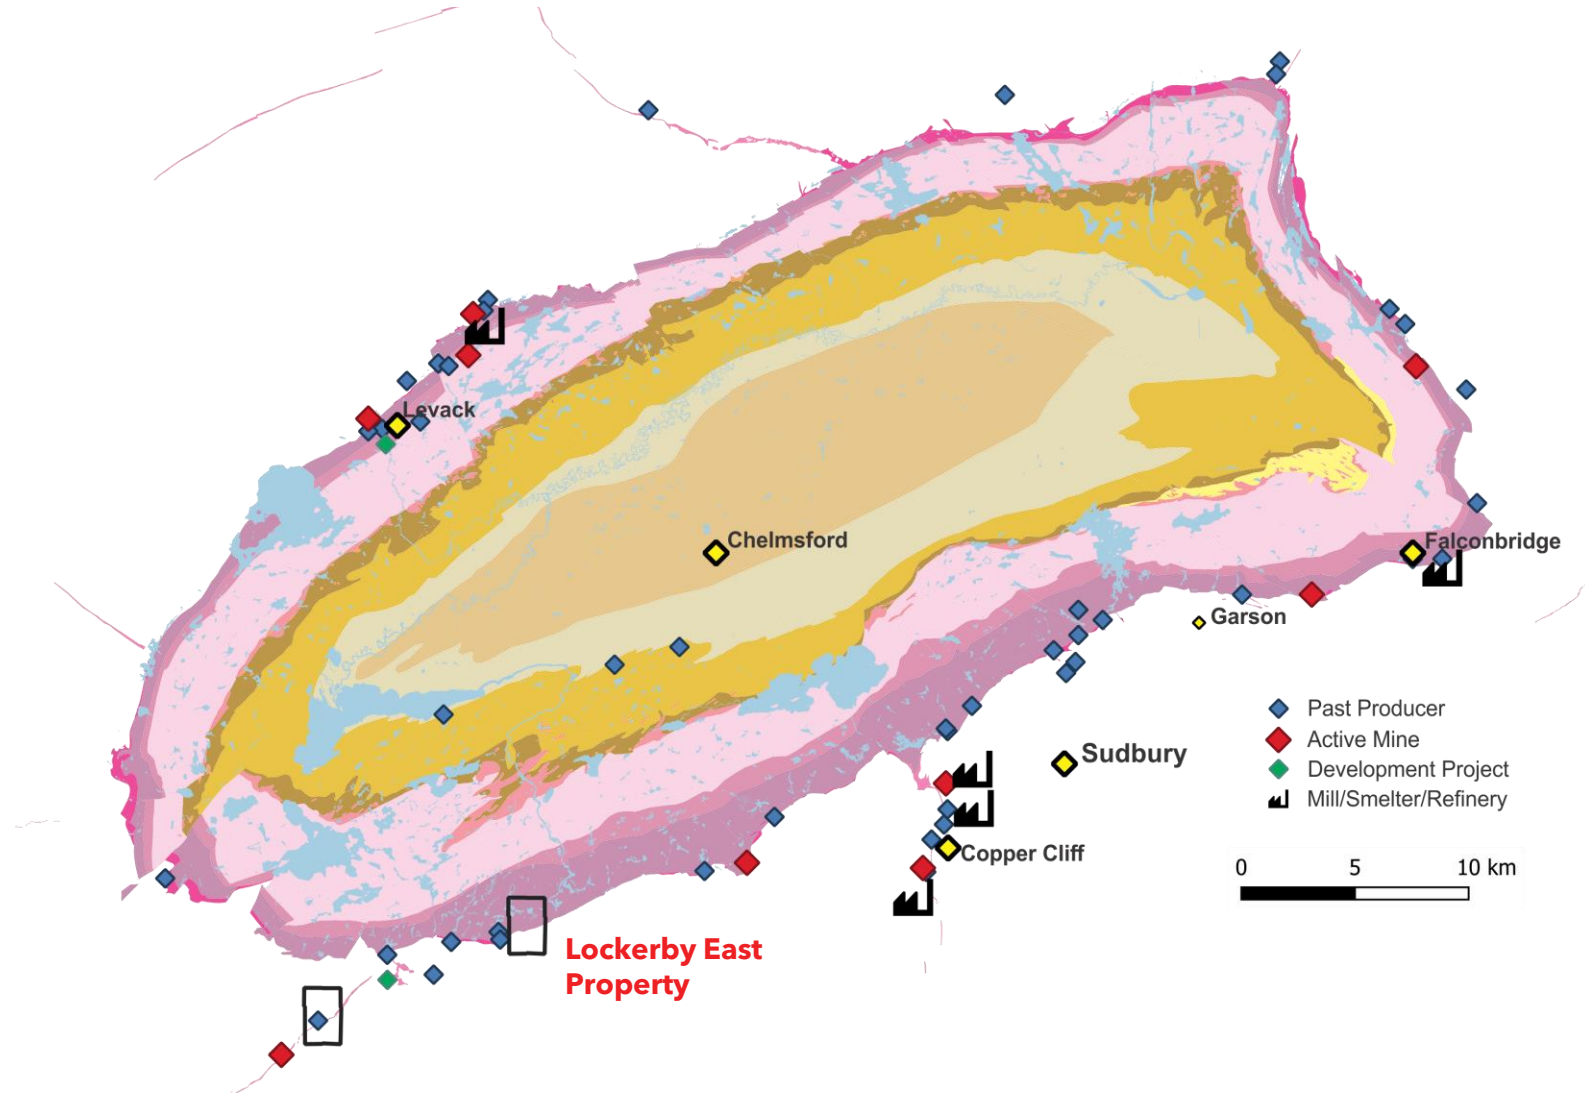 Levack
Chelmsford
Falconbridge
Garson
Sudbury
Copper Cliff
Lockerby East
Property
Past Producer
Active Mine
Development Project
Mill/Smelter/Refinery
0 5 10 km